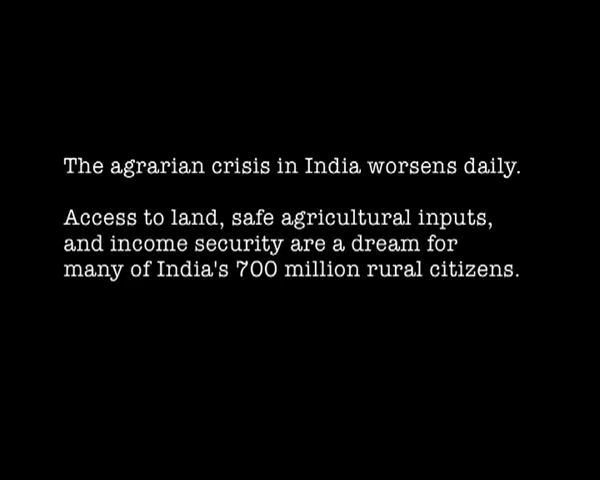 The agrarian crisis in India worsens daily.
Access to land, safe agricultural inputs,
and income security are a dream for
many of India's 700 million rural citizens.